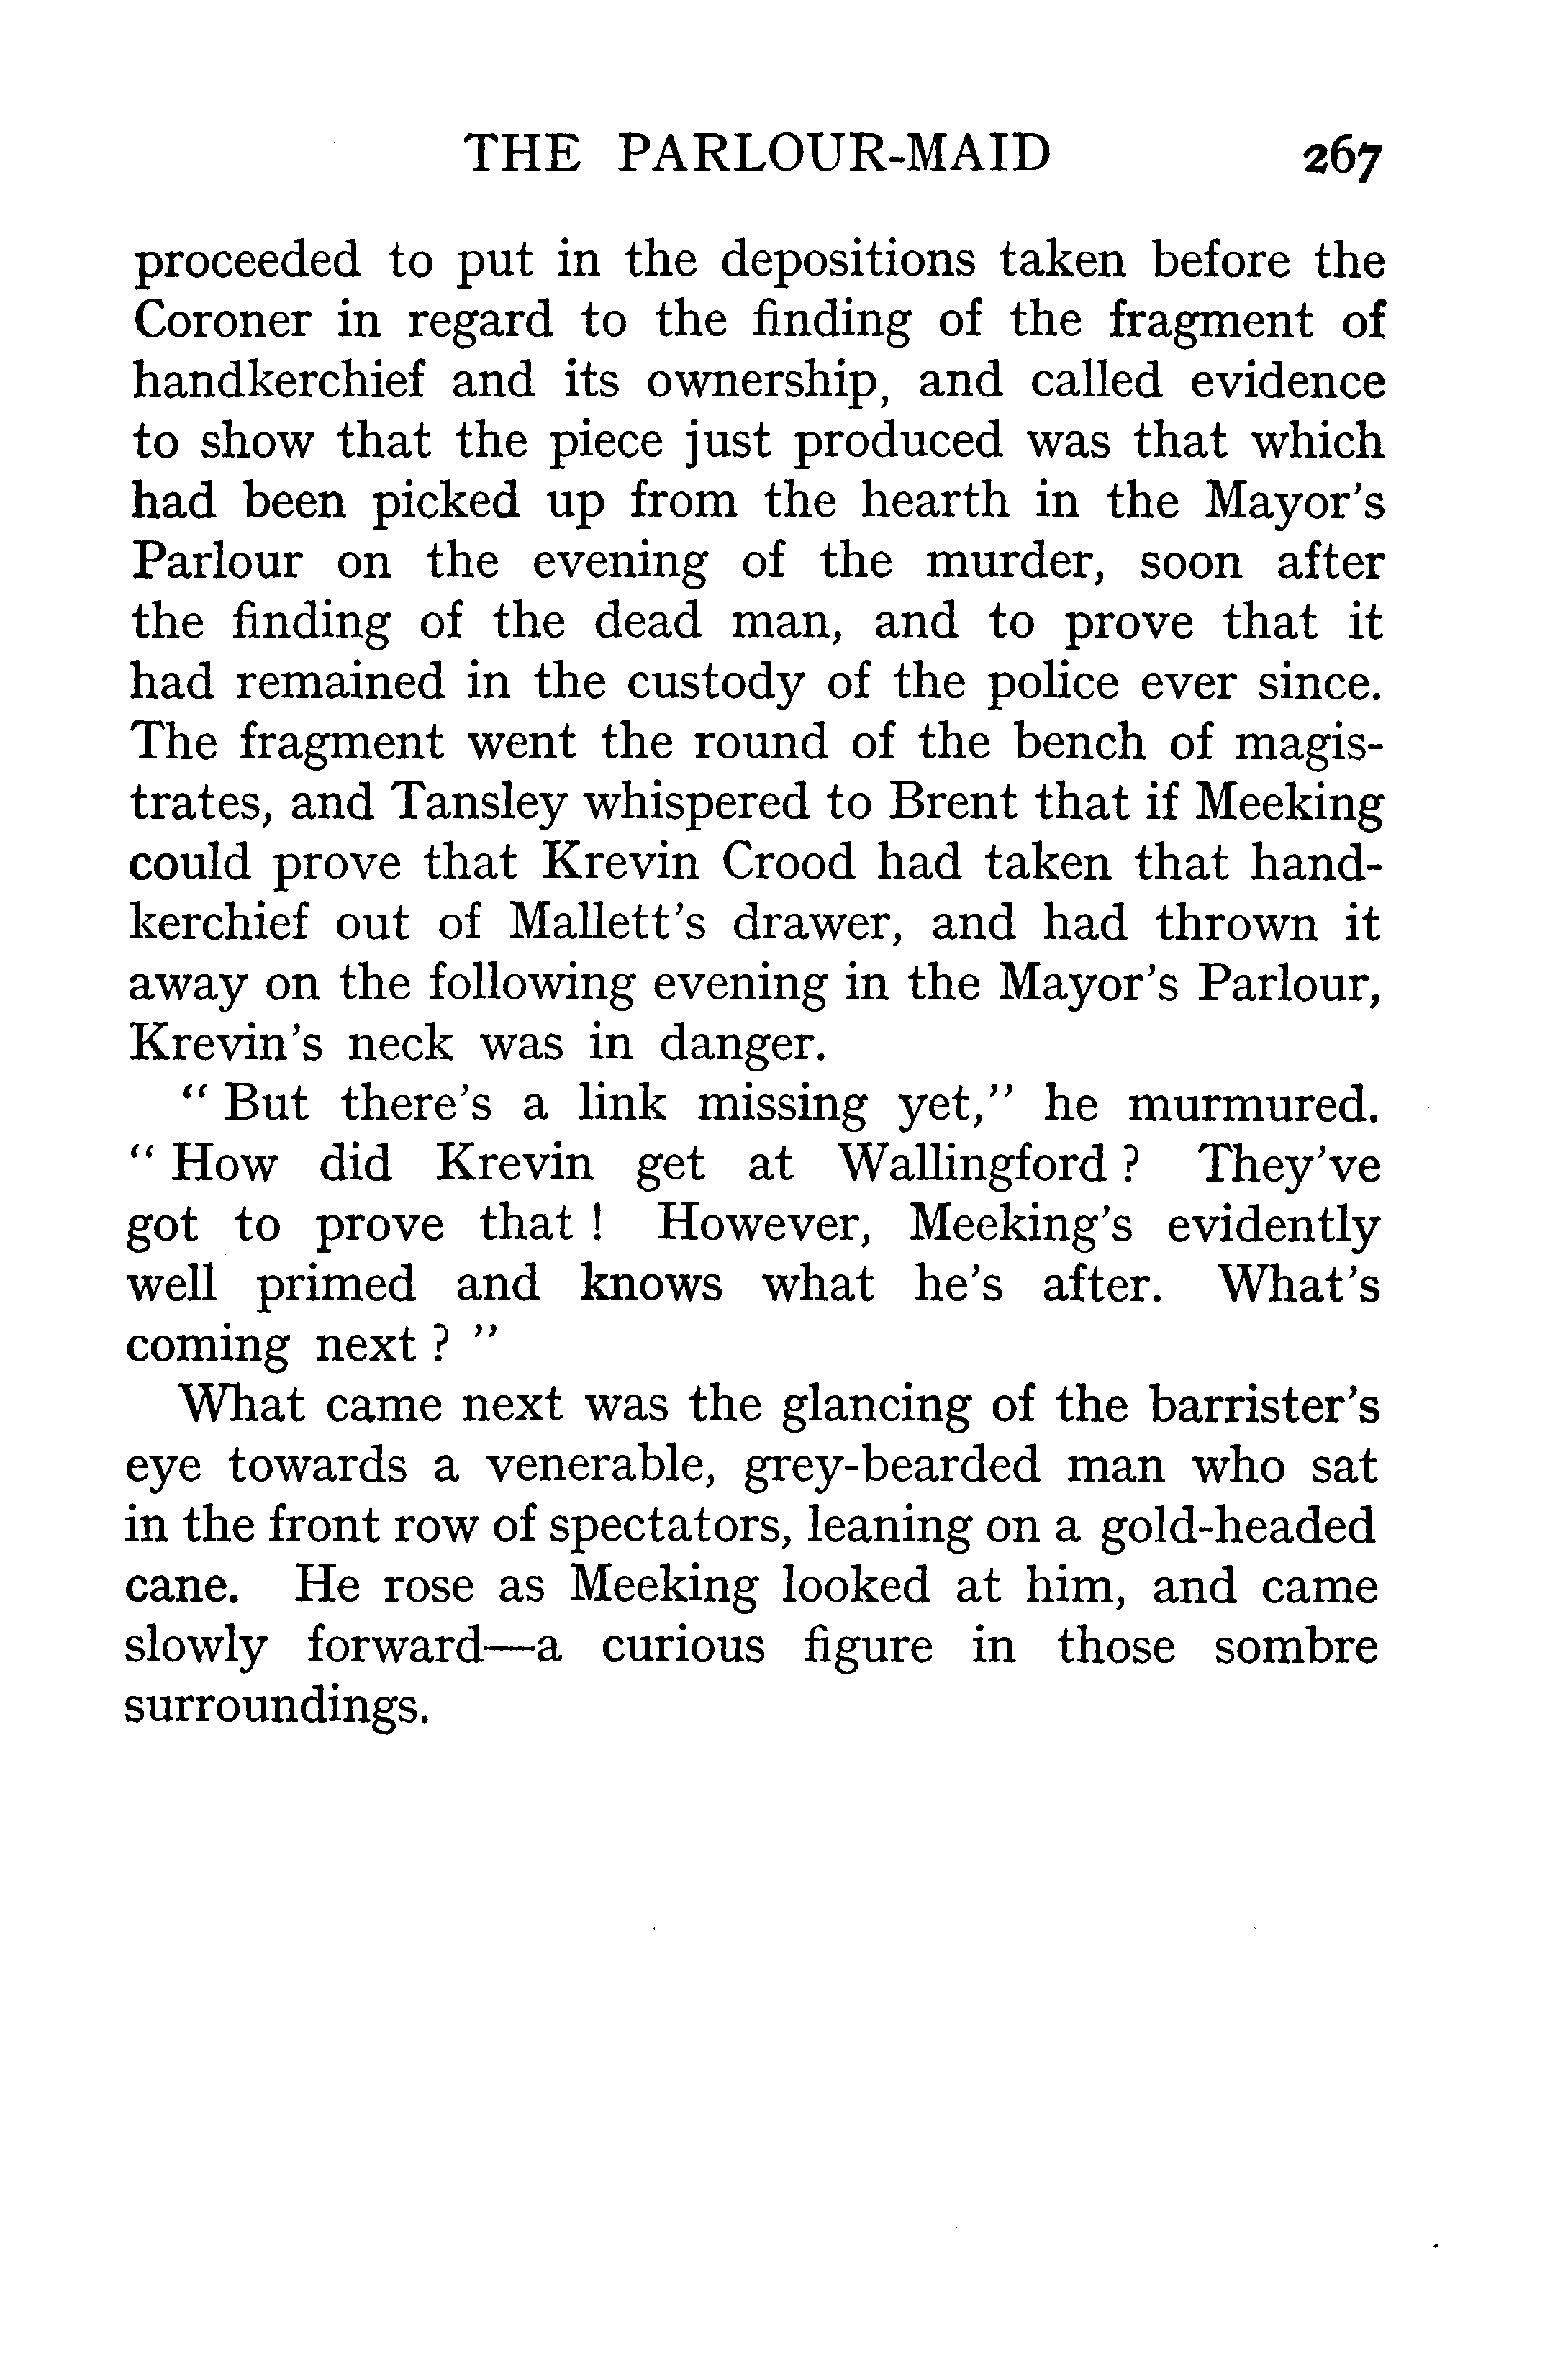 THE PARLOUR-MAID 267
proceeded to put in the depositions taken before the
Coroner in regard to the finding of the fragment of
handkerchief and its ownership, and called evidence
to show that the piece just produced was that which
had been picked up from the hearth in the Mayor's
Parlour on the evening of the murder, soon after
the finding of the dead man, and to prove that it
had remained in the custody of the police ever since.
The fragment went the round of the bench of magis-
trates, and Tansley whispered to Brent that if Meeking
could prove that Krevin Crood had taken that hand-
kerchief out of Mallett's drawer, and had thrown it
away on the following evening in the Mayor's Parlour,
Krevin's neck was in danger.
“ But there's a link missing yet,” he murmured.
“ How did Krevin get at Wallingford ? They've
got to prove that ! However, Meeking's evidently
well primed and knows what he's after. What's
coming next ? ”
What came next was the glancing of the barrister's
eye towards a venerable, grey-bearded man who sat
in the front row of spectators, leaning on a gold-headed
cane. He rose as Meeking looked at him, and came
slowly forward—a curious figure in those sombre
surroundings.